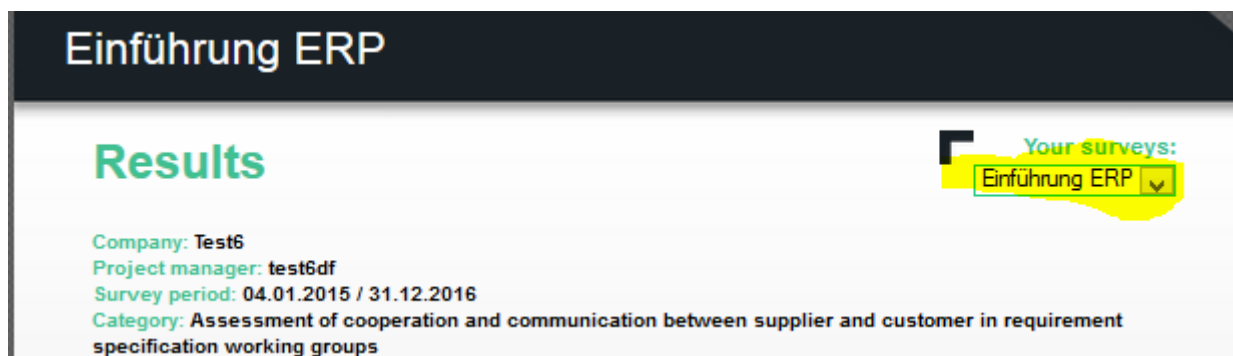 Einführung ERP
Results
Your surveys:
Einführung ERP
Company: Test6
Project manager: test6df
Survey period: 04.01.2015 / 31.12.2016
Category: Assessment of cooperation and communication between supplier and customer in requirement
specification working groups